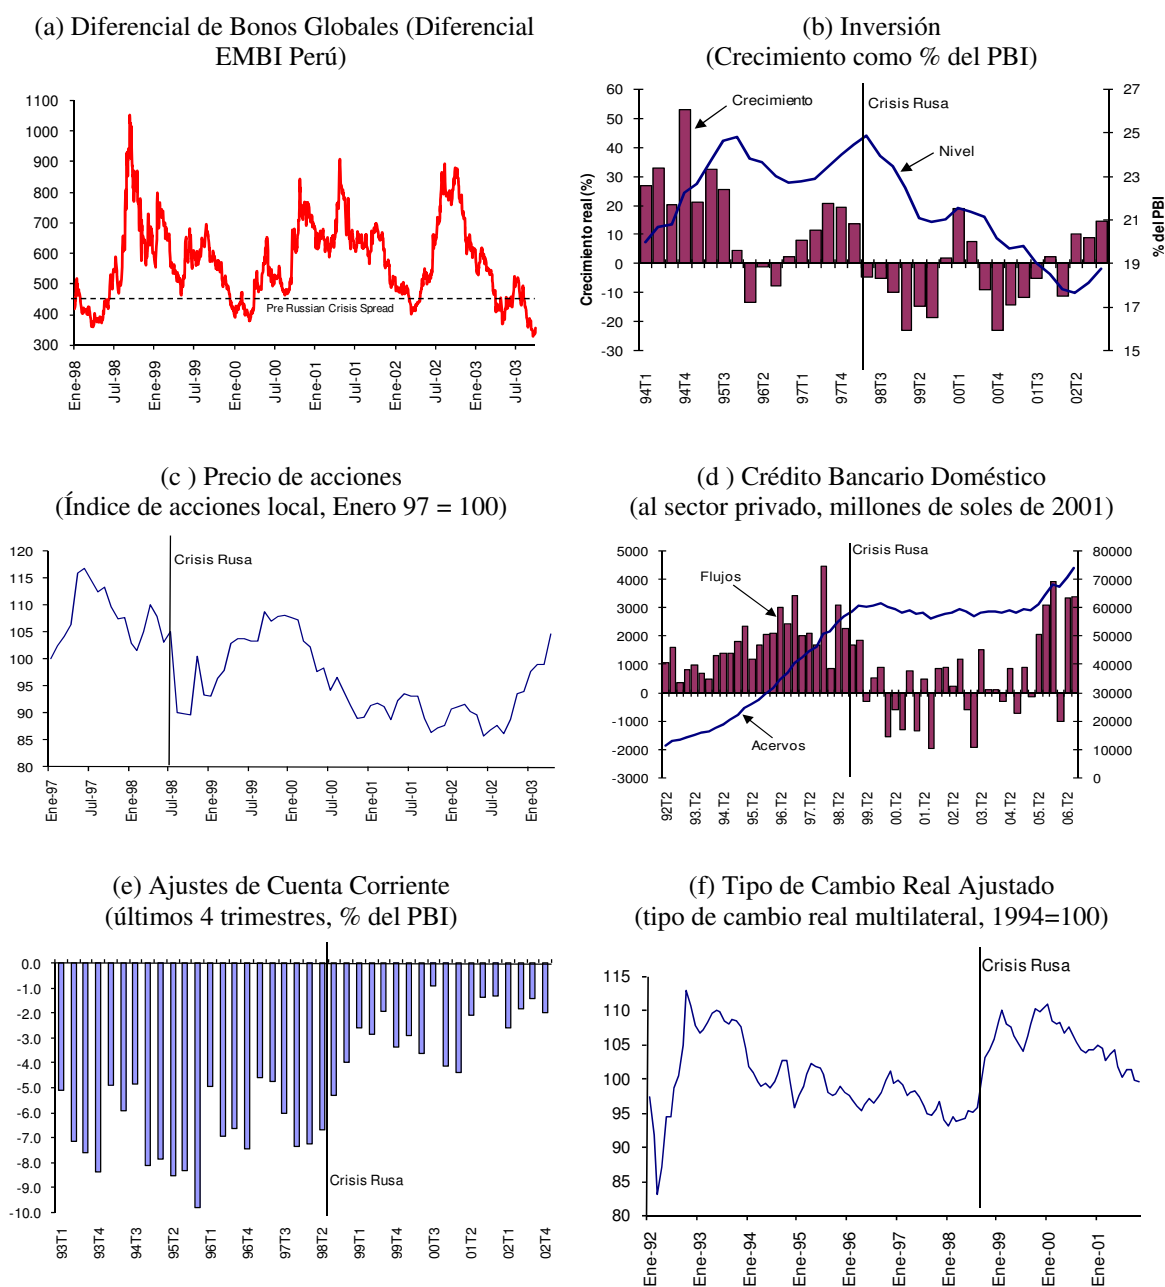 (a) Diferencial de Bonos Globales (Diferencial
EMBI Perú)
1100
1000
900
800
700
600
500
400
300
Pre Russian Crisis Spread
Ene-98
Jul-98
Ene-99
Jul-99
Ene-00
Jul-00
Ene-01
Jul-01
Ene-02
Jul-02
Ene-03
Jul-03
(b) Inversión
(Crecimiento como % del PBI)
60
50
40
30
20
10
0
-10
-20
-30
Crecimiento real (%)
Crecimiento
Crisis Rusa
Nivel
27
25
23
21
19
17
15
% del PBI
94T1
94T4
95T3
96T2
97T1
97T4
98T3
99T2
00T1
00T4
01T3
02T2
(c ) Precio de acciones
(Índice de acciones local, Enero 97 = 100)
120
115
110
105
100
95
90
85
80
Crisis Rusa
Ene-97
Jul-97
Ene-98
Jul-98
Ene-99
Jul-99
Ene-00
Jul-00
Ene-01
Jul-01
Ene-02
Jul-02
Ene-03
(d ) Crédito Bancario Doméstico
(al sector privado, millones de soles de 2001)
5000
4000
3000
2000
1000
0
-1000
-2000
-3000
Crisis Rusa
Flujos
Acervos
80000
70000
60000
50000
40000
30000
20000
10000
0
92T2
93.T2
94.T2
95.T2
96.T2
97.T2
98.T2
99.T2
00.T2
01.T2
02.T2
03.T2
04.T2
05.T2
06.T2
(e) Ajustes de Cuenta Corriente
(últimos 4 trimestres, % del PBI)
0.0
-1.0
-2.0
-3.0
-4.0
-5.0
-6.0
-7.0
-8.0
-9.0
-10.0
Crisis Rusa
93T1
93T4
94T3
95T2
96T1
96T4
97T3
98T2
99T1
99T4
00T3
01T2
02T1
02T4
(f) Tipo de Cambio Real Ajustado
(tipo de cambio real multilateral, 1994=100)
115
110
105
100
95
90
85
80
Crisis Rusa
Ene-92
Ene-93
Ene-94
Ene-95
Ene-96
Ene-97
Ene-98
Ene-99
Ene-00
Ene-01